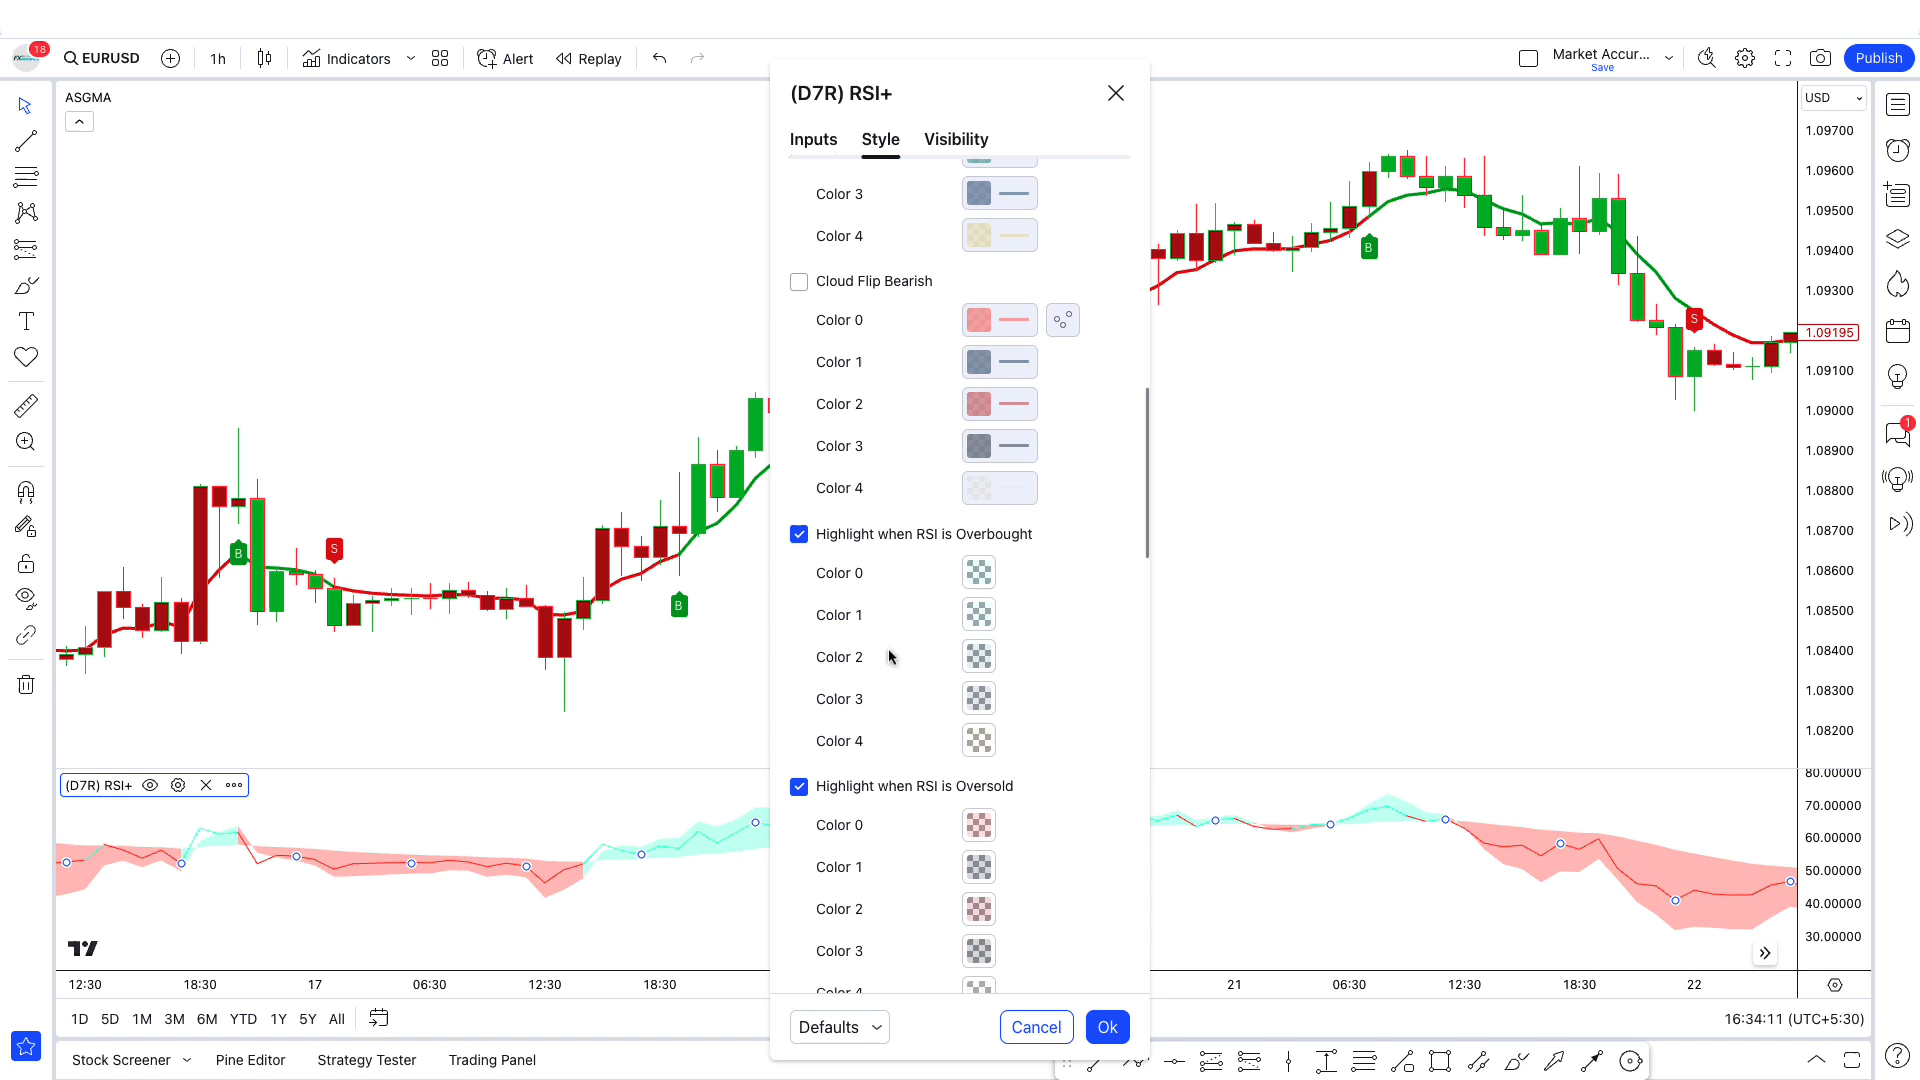 18
EURUSD
1h
Indicators
Alert
Replay
Market Accur...
Save
Publish
ASGMA
USD
1.09700
1.09600
1.09500
1.09400
1.09300
1.09195
1.09100
1.09000
1.08900
1.08800
1.08700
1.08600
1.08500
1.08400
1.08300
1.08200
B
S
B
B
S
1
(D7R) RSI+
Inputs Style Visibility
Color 3
Color 4
Cloud Flip Bearish
Color 0
Color 1
Color 2
Color 3
Color 4
Highlight when RSI is Overbought
Color 0
Color 1
Color 2
Color 3
Color 4
Highlight when RSI is Oversold
Color 0
Color 1
Color 2
Color 3
Color 4
Defaults
Cancel
Ok
(D7R) RSI+
80.00000
70.00000
60.00000
50.00000
40.00000
30.00000
12:30 18:30 17 06:30 12:30 18:30 21 06:30 12:30 18:30 22
1D 5D 1M 3M 6M YTD 1Y 5Y All
16:34:11 (UTC+5:30)
Stock Screener Pine Editor Strategy Tester Trading Panel